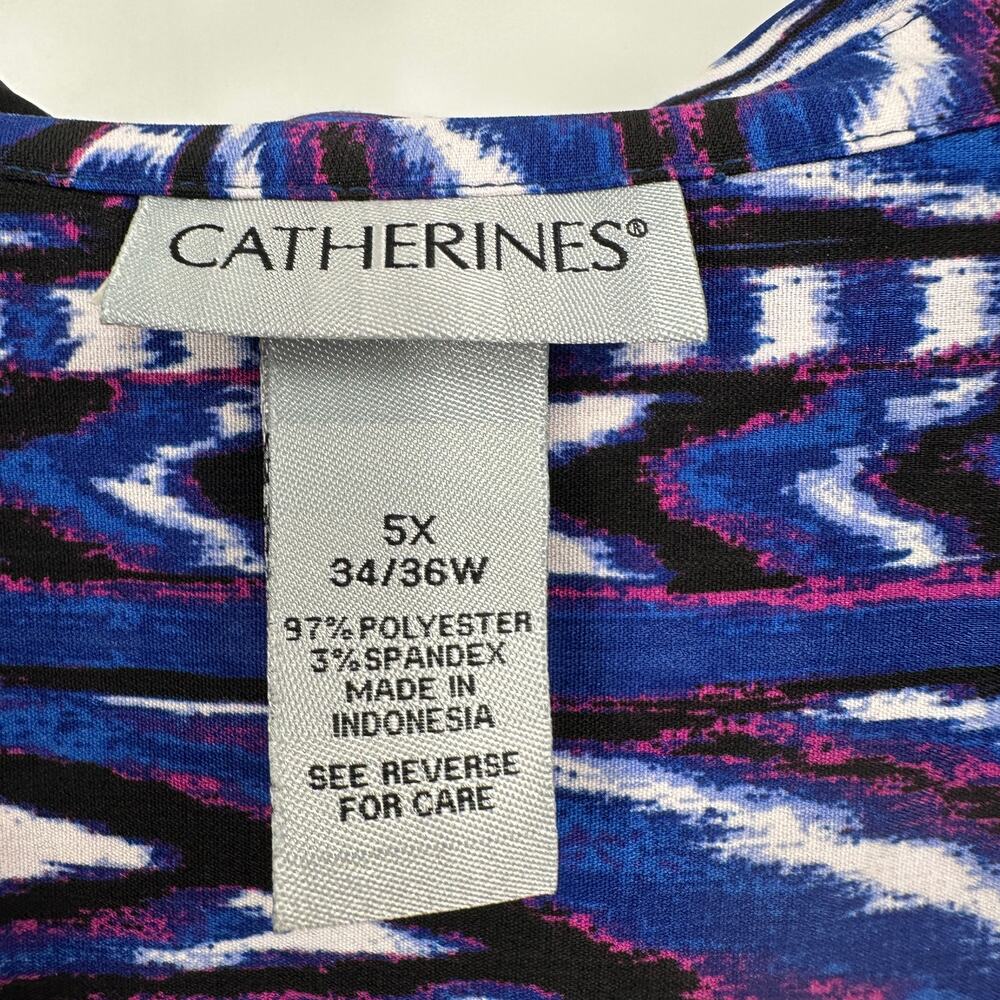 CATHERINES®
5X
34/36W
97% POLYESTER
3% SPANDEX
MADE IN
INDONESIA
SEE REVERSE
FOR CARE